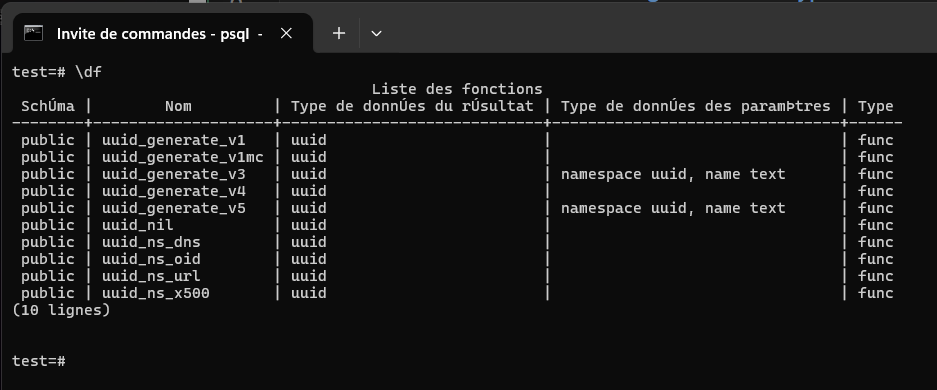 Invite de commandes - psql -
test=# \df
Liste des fonctions
SchÚma | Nom | Type de donnÚes du rÚsultat | Type de donnÚes des paramÞtres | Type
--------+--------------------+-----------------------------+--------------------------------+------
public | uuid_generate_v1 | uuid | | func
public | uuid_generate_v1mc | uuid | | func
public | uuid_generate_v3 | uuid | namespace uuid, name text | func
public | uuid_generate_v4 | uuid | | func
public | uuid_generate_v5 | uuid | namespace uuid, name text | func
public | uuid_nil | uuid | | func
public | uuid_ns_dns | uuid | | func
public | uuid_ns_oid | uuid | | func
public | uuid_ns_url | uuid | | func
public | uuid_ns_x500 | uuid | | func
(10 lignes)
test=#